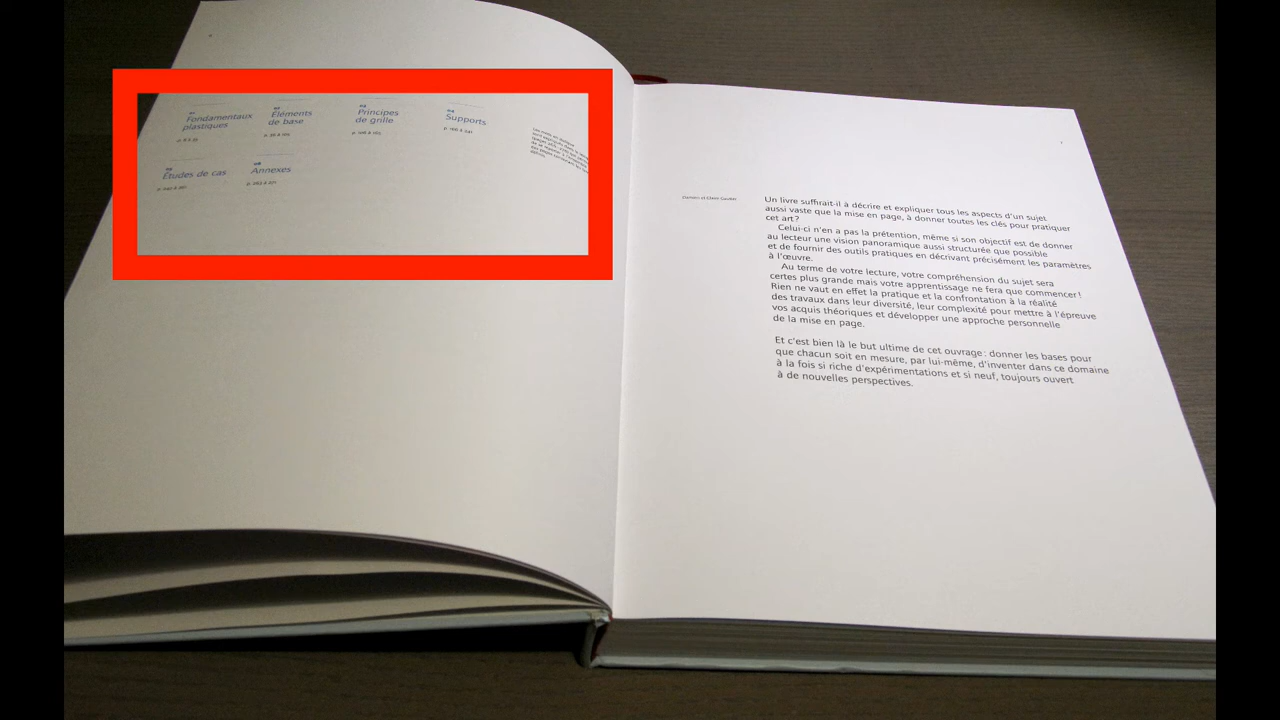 Fondamentaux
plastiques
Éléments
de base
Principes
de grille
Supports
Études de cas
Annexes
Damien et Claire Gautier
Un livre suffirait-il à décrire et expliquer tous les aspects d'un sujet
aussi vaste que la mise en page, à donner toutes les clés pour pratiquer
cet art?
Celui-ci n'en a pas la prétention, même si son objectif est de donner
au lecteur une vision panoramique aussi structurée que possible
et de fournir des outils pratiques en décrivant précisément les paramètres
à l'œuvre.
Au terme de votre lecture, votre compréhension du sujet sera
certes plus grande mais votre apprentissage ne fera que commencer!
Rien ne vaut en effet la pratique et la confrontation à la réalité
des travaux dans leur diversité, leur complexité pour mettre à l'épreuve
vos acquis théoriques et développer une approche personnelle
de la mise en page.
Et c'est bien là le but ultime de cet ouvrage : donner les bases pour
que chacun soit en mesure, par lui-même, d'inventer dans ce domaine
à la fois si riche d'expérimentations et si neuf, toujours ouvert
à de nouvelles perspectives.